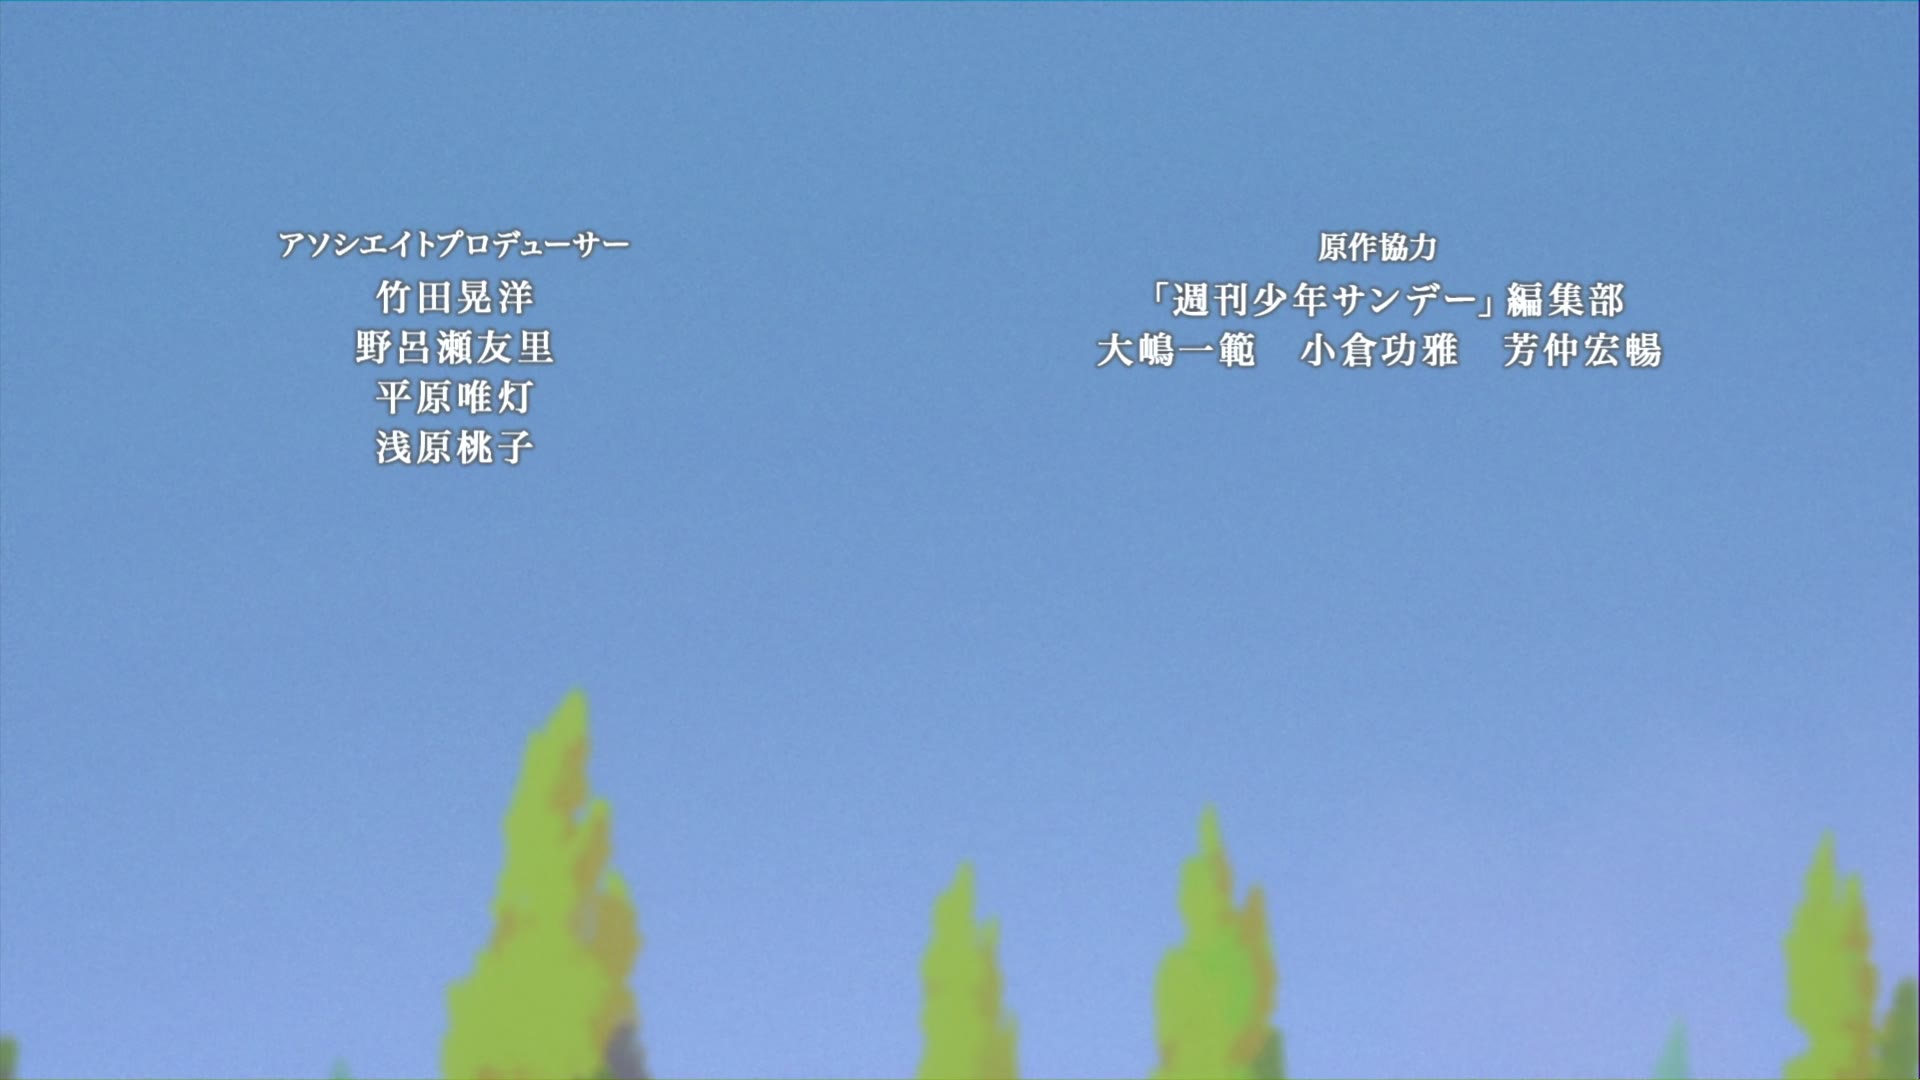 アソシエイトプロデューサー
竹田晃洋
野呂瀬友里
平原唯灯
浅原桃子
原作協力
「週刊少年サンデー」編集部
大嶋一範　小倉功雅　芳仲宏暢